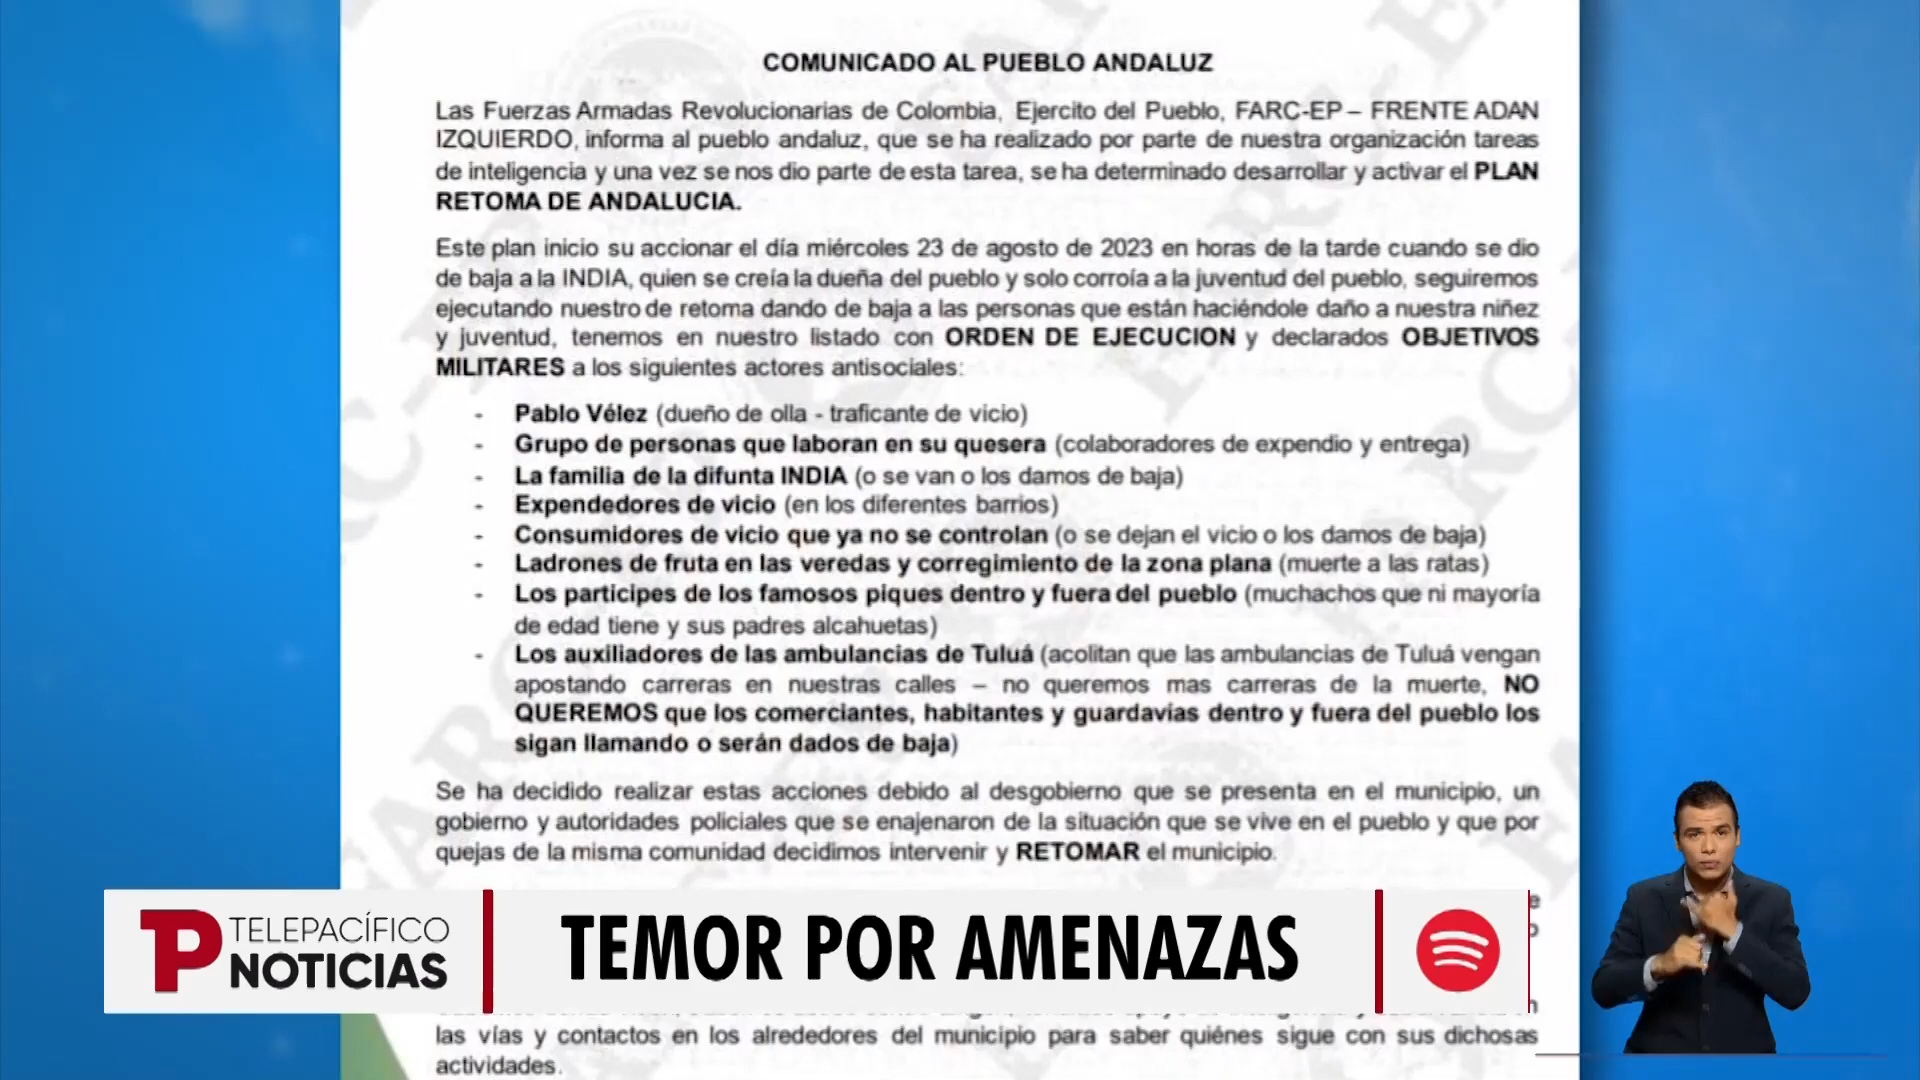 COMUNICADO AL PUEBLO ANDALUZ
Las Fuerzas Armadas Revolucionarias de Colombia, Ejercito del Pueblo, FARC-EP – FRENTE ADAN
IZQUIERDO, informa al pueblo andaluz, que se ha realizado por parte de nuestra organización tareas
de inteligencia y una vez se nos dio parte de esta tarea, se ha determinado desarrollar y activar el PLAN
RETOMA DE ANDALUCIA.
Este plan inicio su accionar el día miércoles 23 de agosto de 2023 en horas de la tarde cuando se dio
de baja a la INDIA, quien se creía la dueña del pueblo y solo corroía a la juventud del pueblo, seguiremos
ejecutando nuestro de retoma dando de baja a las personas que están haciéndole daño a nuestra niñez
y juventud, tenemos en nuestro listado con ORDEN DE EJECUCION y declarados OBJETIVOS
MILITARES a los siguientes actores antisociales:
- Pablo Vélez (dueño de olla - traficante de vicio)
- Grupo de personas que laboran en su quesera (colaboradores de expendio y entrega)
- La familia de la difunta INDIA (o se van o los damos de baja)
- Expendedores de vicio (en los diferentes barrios)
- Consumidores de vicio que ya no se controlan (o se dejan el vicio o los damos de baja)
- Ladrones de fruta en las veredas y corregimiento de la zona plana (muerte a las ratas)
- Los participes de los famosos piques dentro y fuera del pueblo (muchachos que ni mayoría
de edad tiene y sus padres alcahuetas)
- Los auxiliadores de las ambulancias de Tuluá (acolitan que las ambulancias de Tuluá vengan
apostando carreras en nuestras calles – no queremos mas carreras de la muerte, NO
QUEREMOS que los comerciantes, habitantes y guardavías dentro y fuera del pueblo los
sigan llamando o serán dados de baja)
Se ha decidido realizar estas acciones debido al desgobierno que se presenta en el municipio, un
gobierno y autoridades policiales que se enajenaron de la situación que se vive en el pueblo y que por
quejas de la misma comunidad decidimos intervenir y RETOMAR el municipio.
TELEPACÍFICO
NOTICIAS
TEMOR POR AMENAZAS
las vías y contactos en los alrededores del municipio para saber quiénes sigue con sus dichosas
actividades.